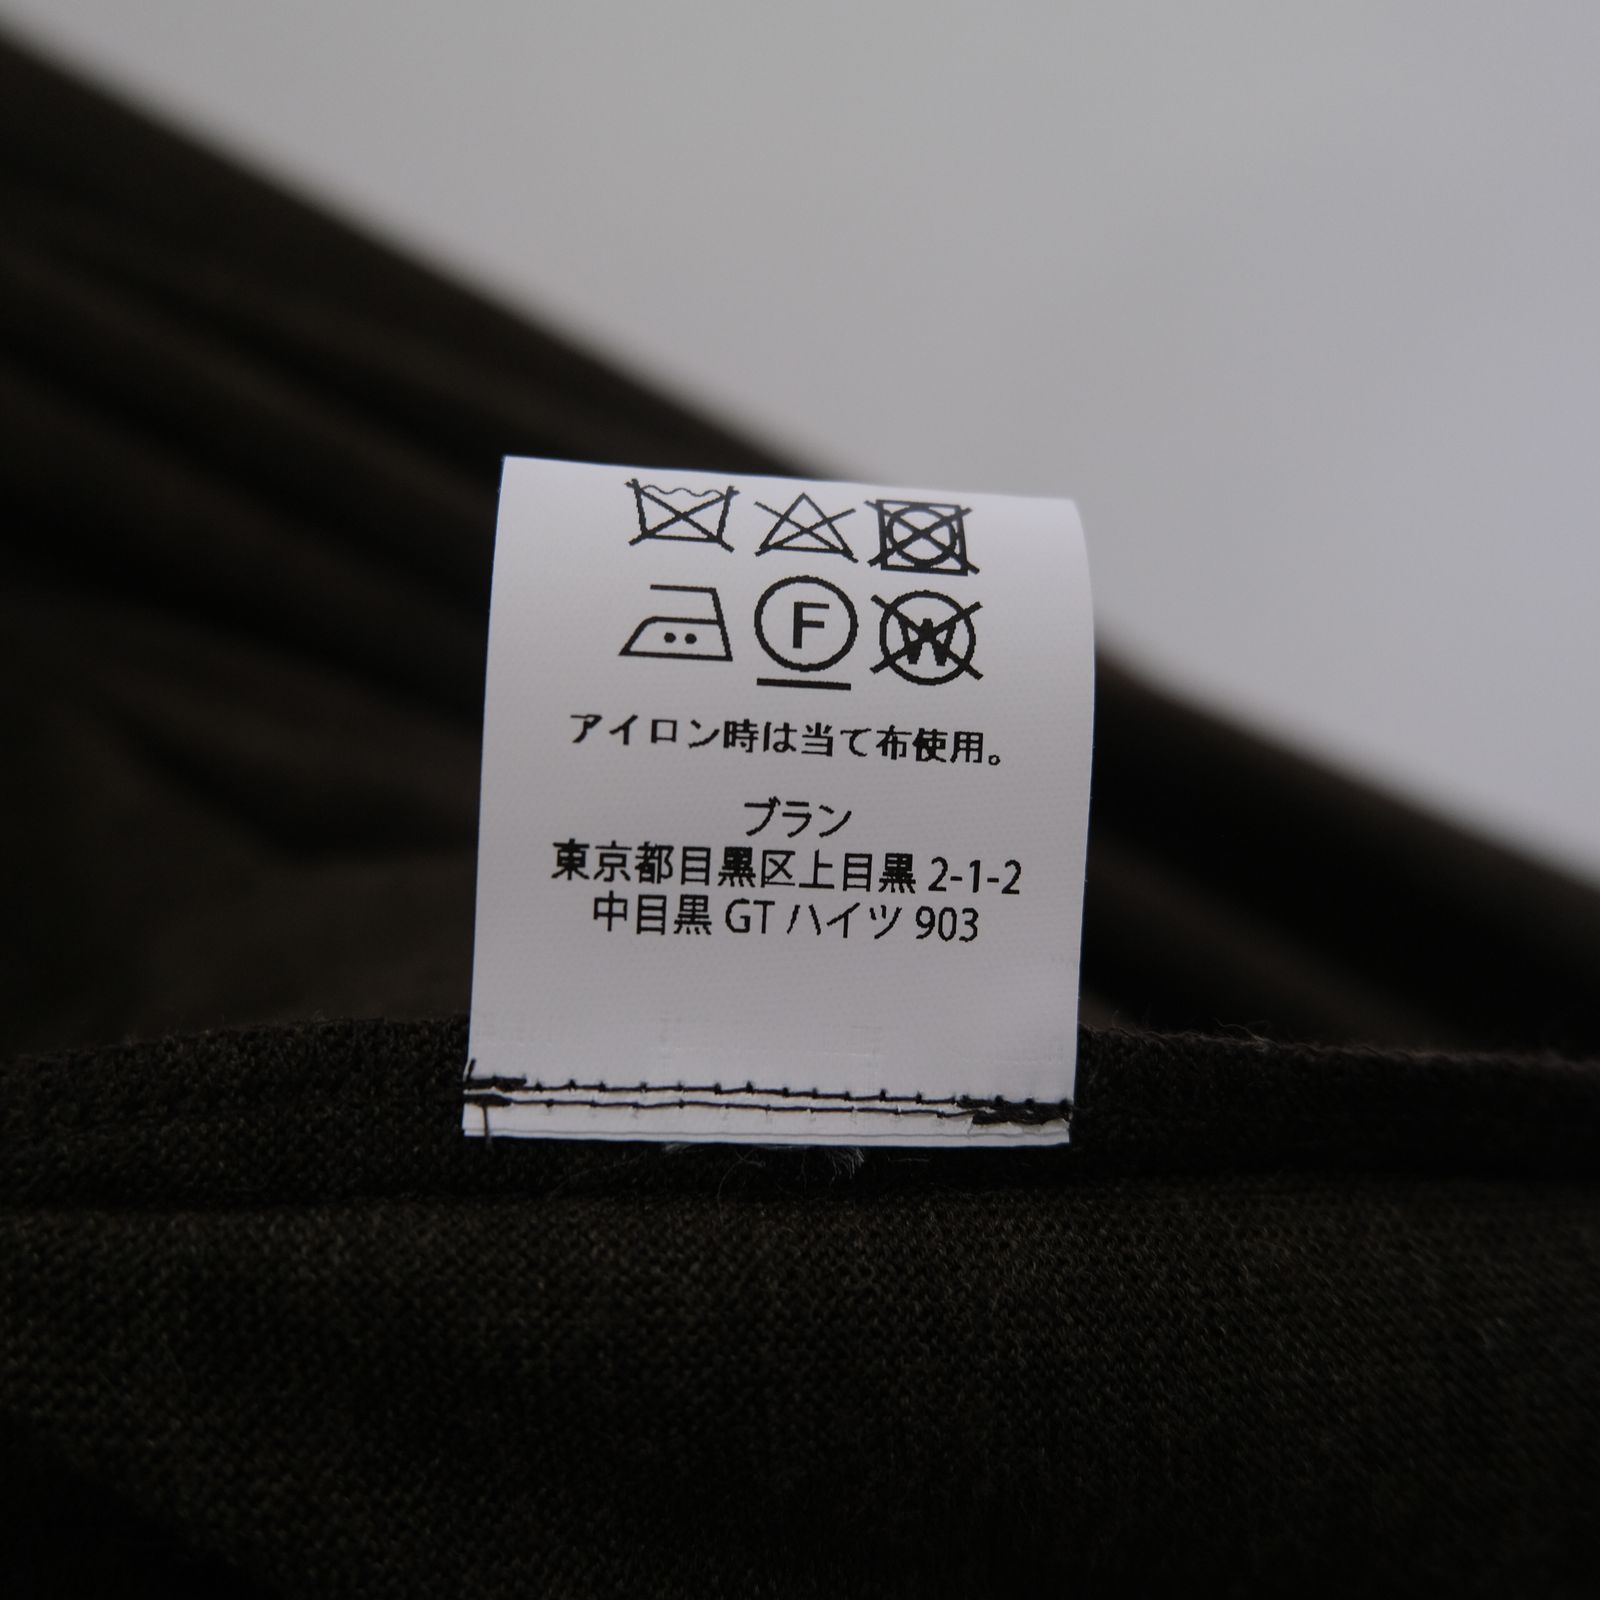 F W
アイロン時は当て布使用。
ブラン
東京都目黒区上目黒 2-1-2
中目黒 GT ハイツ 903